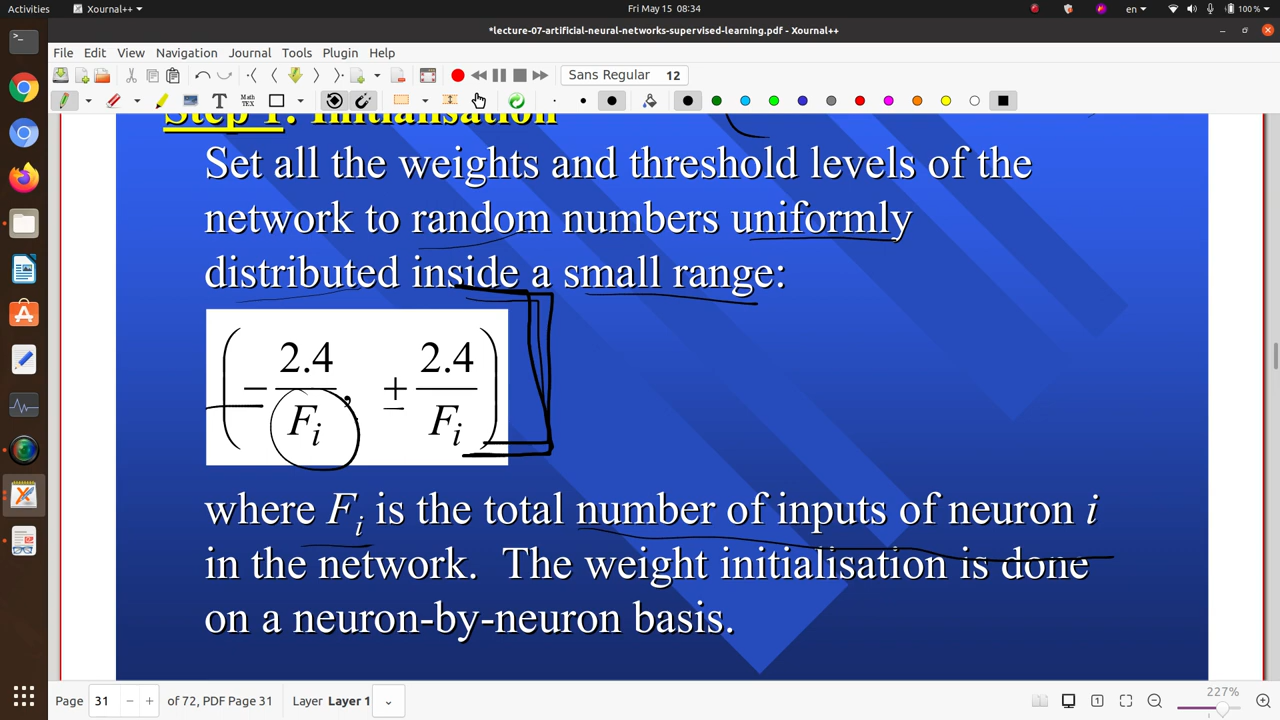 Activities
Xournal++
Fri May 15 08:34
en
100 %
*lecture-07-artificial-neural-networks-supervised-learning.pdf - Xournal++
File Edit View Navigation Journal Tools Plugin Help
Sans Regular 12
Step 1: Initialisation
Set all the weights and threshold levels of the
network to random numbers uniformly
distributed inside a small range:
(−2.4/Fi, +2.4/Fi)
where Fi is the total number of inputs of neuron i
in the network. The weight initialisation is done
on a neuron-by-neuron basis.
Page 31 − + of 72, PDF Page 31 Layer Layer 1
227%